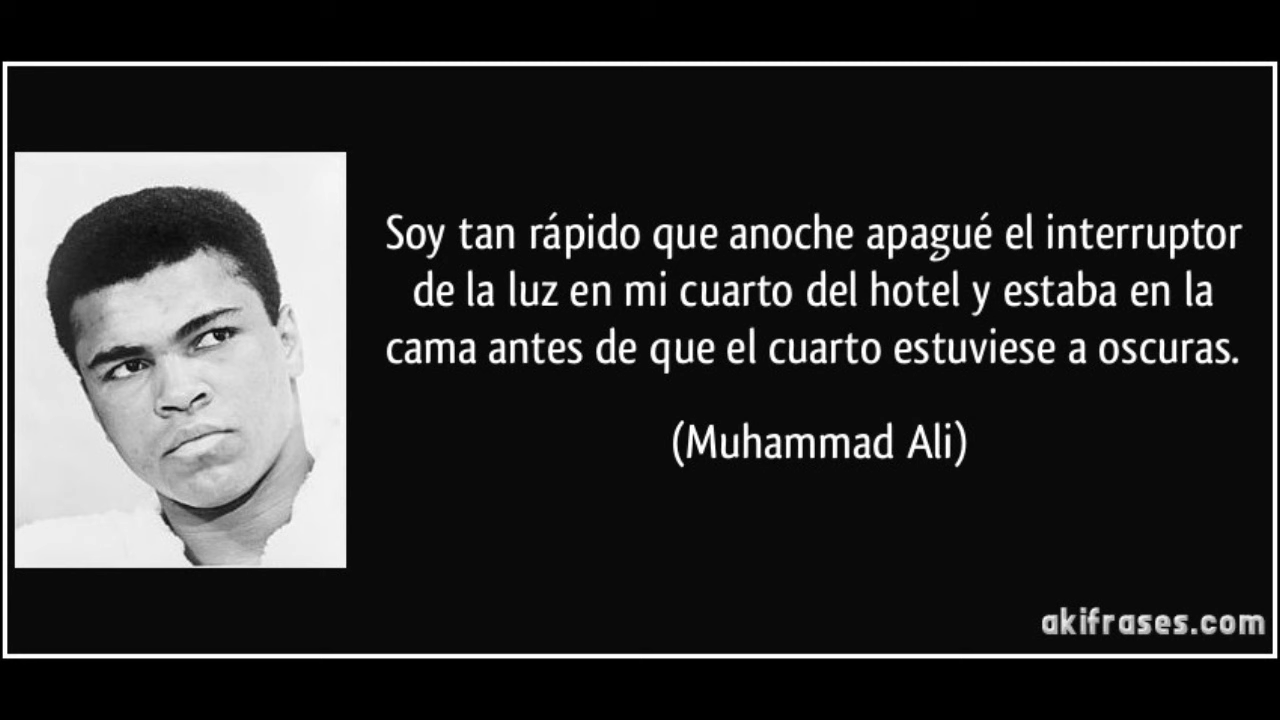 Soy tan rápido que anoche apagué el interruptor
de la luz en mi cuarto del hotel y estaba en la
cama antes de que el cuarto estuviese a oscuras.
(Muhammad Ali)
akifrases.com